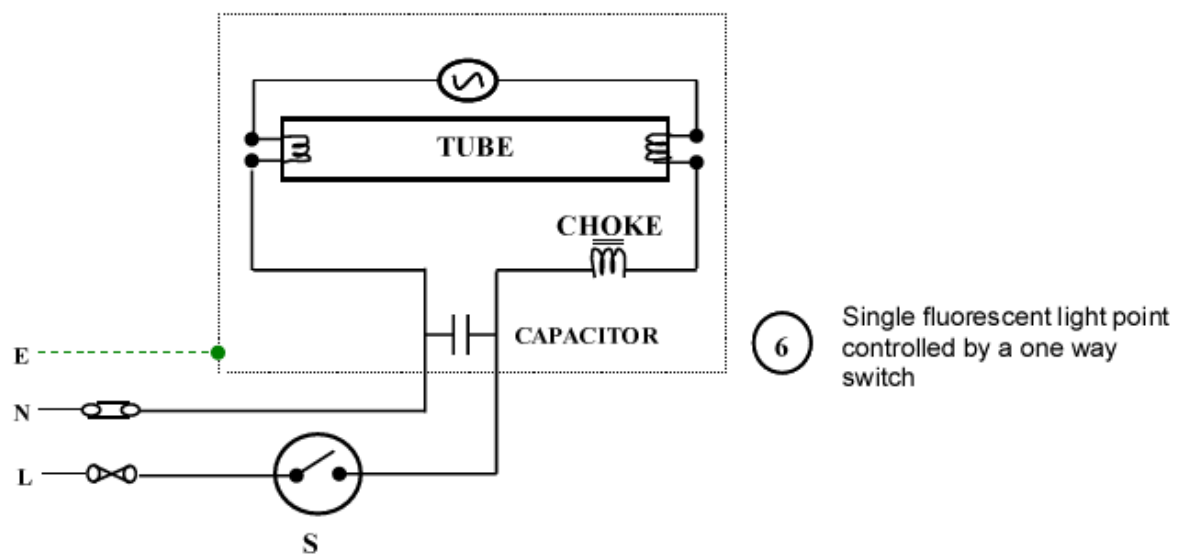 TUBE
CHOKE
CAPACITOR
E
N
L
S
6
Single fluorescent light point
controlled by a one way
switch